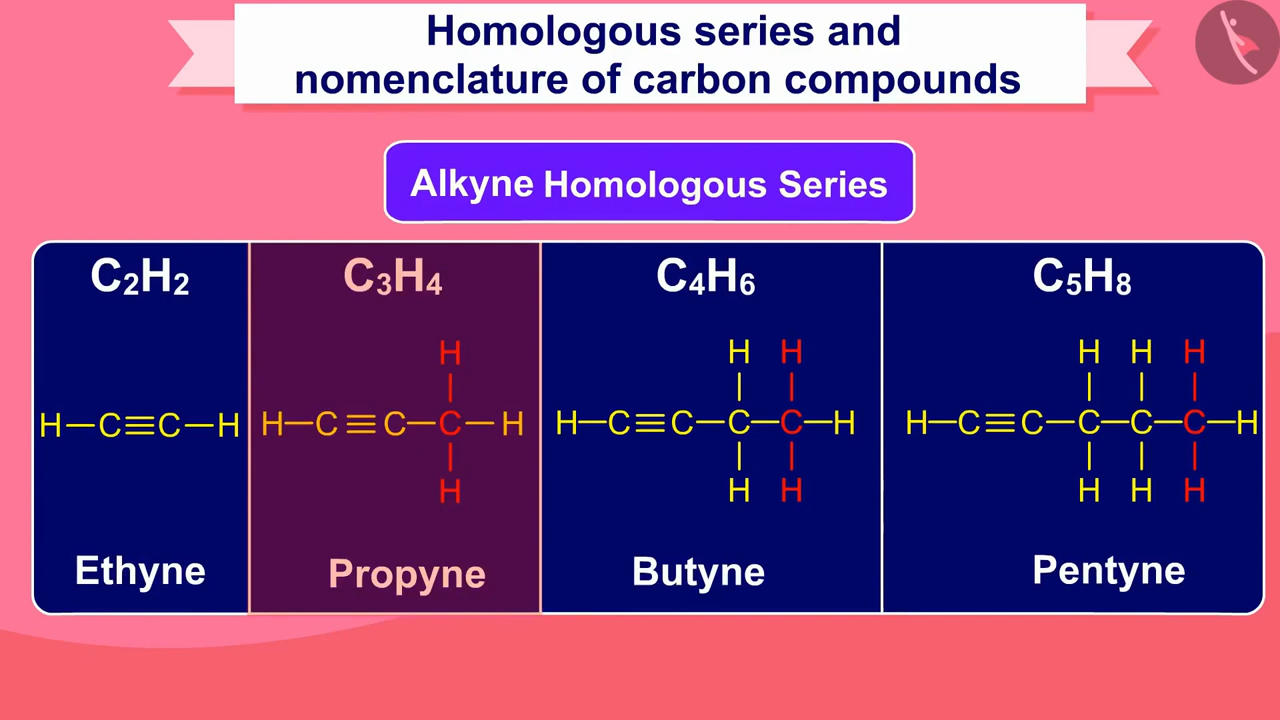 Homologous series and
nomenclature of carbon compounds
Alkyne Homologous Series
C₂H₂ C₃H₄ C₄H₆ C₅H₈
H H H H H H
H—C≡C—H H—C≡C—C—H H—C≡C—C—C—H H—C≡C—C—C—C—H
H H H H H H
Ethyne Propyne Butyne Pentyne